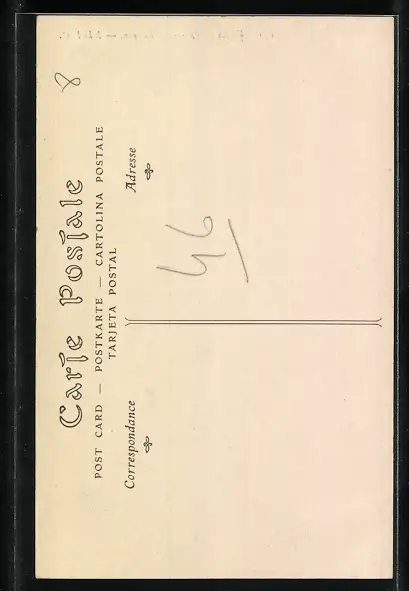 Carte Postale
POST CARD — POSTKARTE — CARTOLINA POSTALE
TARJETA POSTAL
Correspondance
Adresse
46
8